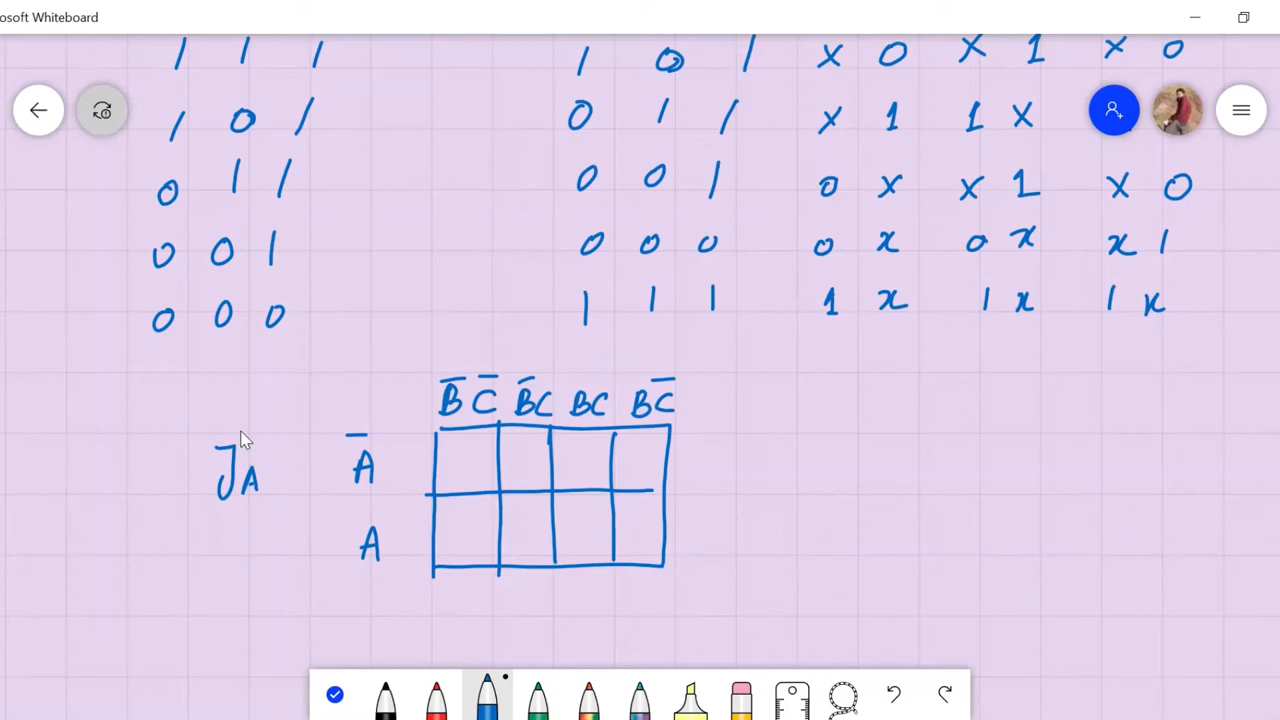 osoft Whiteboard
1 1 1 1 0 1 x 0 x 1 x 0
1 0 1 0 1 1 x 1 1 x
0 1 1 0 0 1 0 x x 1 x 0
0 0 1 0 0 0 0 x 0 x x 1
0 0 0 1 1 1 1 x 1 x 1 x
B̅ C̅ B̅C BC BC̅
JA A̅
A